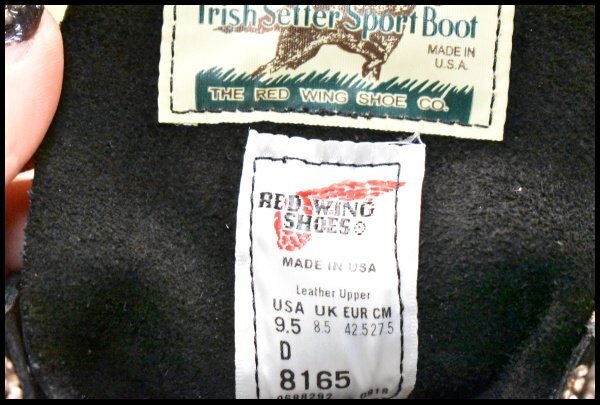 Irish Setter Sport Boot
MADE IN
U.S.A.
THE RED WING SHOE CO.
RED WING
SHOES®
MADE IN USA
Leather Upper
USA UK EUR CM
9.5 8.5 42.5 27.5
D
8165